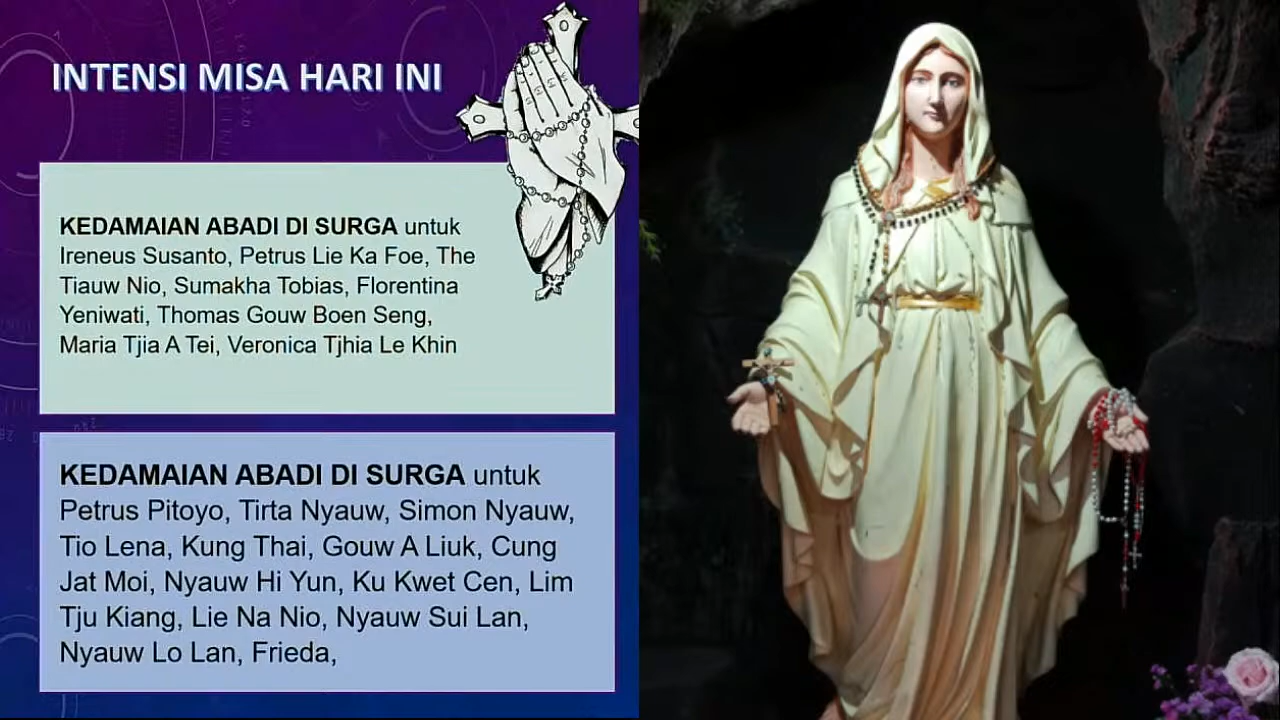 INTENSI MISA HARI INI
KEDAMAIAN ABADI DI SURGA untuk
Ireneus Susanto, Petrus Lie Ka Foe, The
Tiauw Nio, Sumakha Tobias, Florentina
Yeniwati, Thomas Gouw Boen Seng,
Maria Tjia A Tei, Veronica Tjhia Le Khin
KEDAMAIAN ABADI DI SURGA untuk
Petrus Pitoyo, Tirta Nyauw, Simon Nyauw,
Tio Lena, Kung Thai, Gouw A Liuk, Cung
Jat Moi, Nyauw Hi Yun, Ku Kwet Cen, Lim
Tju Kiang, Lie Na Nio, Nyauw Sui Lan,
Nyauw Lo Lan, Frieda,